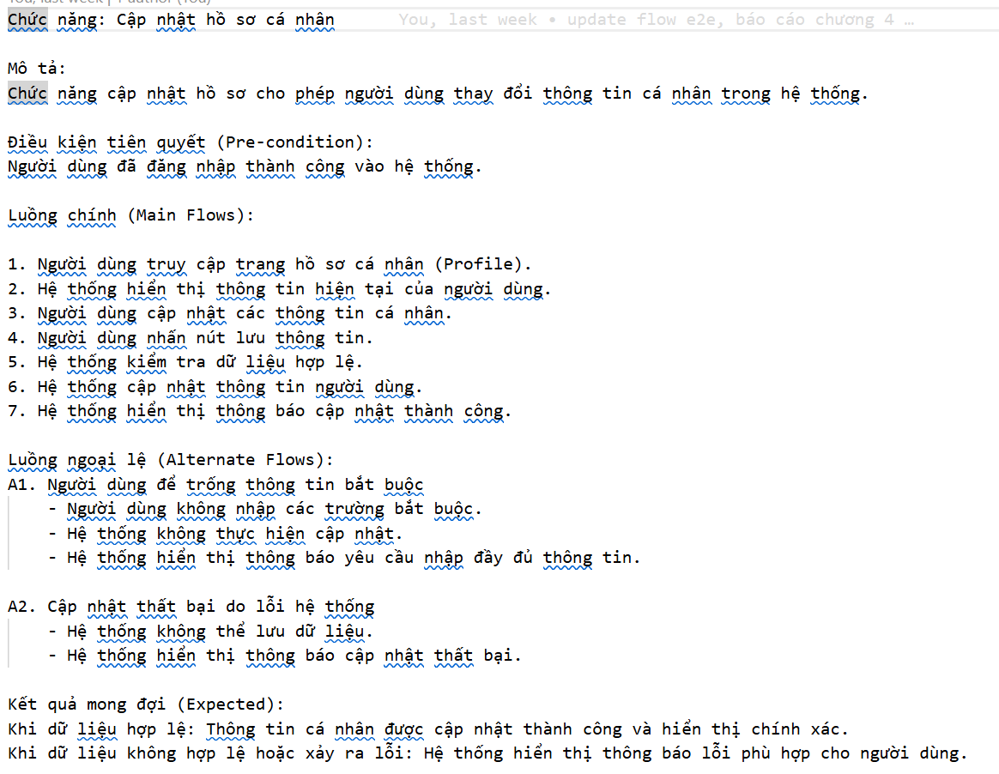 Chức năng: Cập nhật hồ sơ cá nhân You, last week • update flow e2e, báo cáo chương 4 …
Mô tả:
Chức năng cập nhật hồ sơ cho phép người dùng thay đổi thông tin cá nhân trong hệ thống.
Điều kiện tiên quyết (Pre-condition):
Người dùng đã đăng nhập thành công vào hệ thống.
Luồng chính (Main Flows):
1. Người dùng truy cập trang hồ sơ cá nhân (Profile).
2. Hệ thống hiển thị thông tin hiện tại của người dùng.
3. Người dùng cập nhật các thông tin cá nhân.
4. Người dùng nhấn nút lưu thông tin.
5. Hệ thống kiểm tra dữ liệu hợp lệ.
6. Hệ thống cập nhật thông tin người dùng.
7. Hệ thống hiển thị thông báo cập nhật thành công.
Luồng ngoại lệ (Alternate Flows):
A1. Người dùng để trống thông tin bắt buộc
- Người dùng không nhập các trường bắt buộc.
- Hệ thống không thực hiện cập nhật.
- Hệ thống hiển thị thông báo yêu cầu nhập đầy đủ thông tin.
A2. Cập nhật thất bại do lỗi hệ thống
- Hệ thống không thể lưu dữ liệu.
- Hệ thống hiển thị thông báo cập nhật thất bại.
Kết quả mong đợi (Expected):
Khi dữ liệu hợp lệ: Thông tin cá nhân được cập nhật thành công và hiển thị chính xác.
Khi dữ liệu không hợp lệ hoặc xảy ra lỗi: Hệ thống hiển thị thông báo lỗi phù hợp cho người dùng.